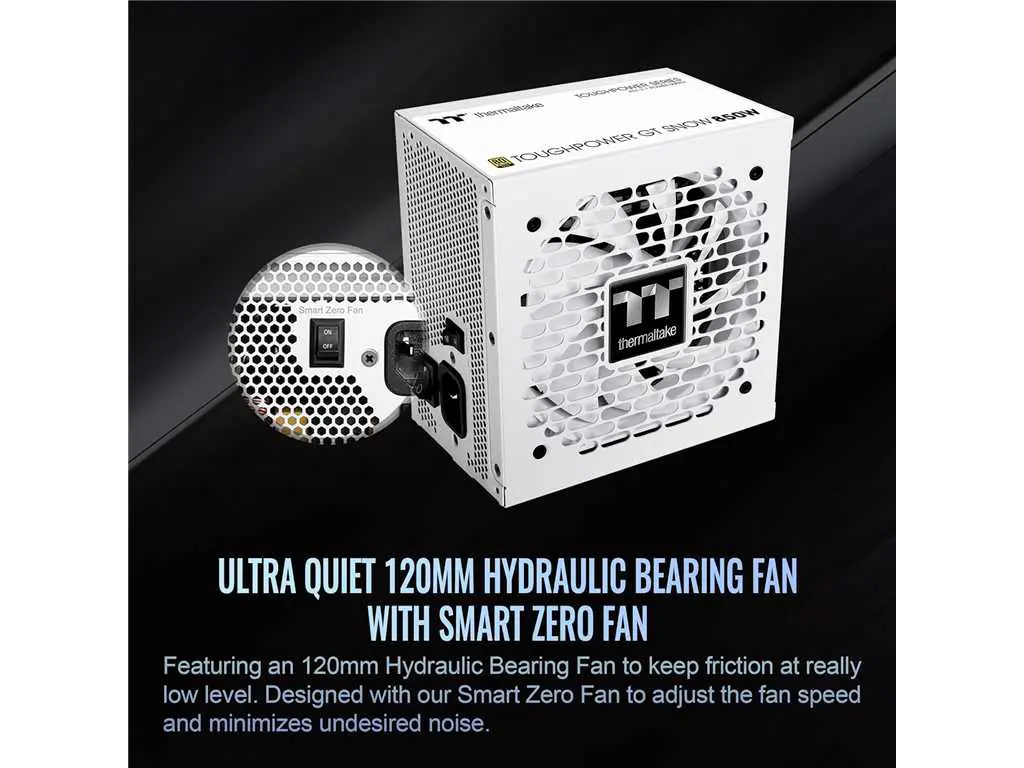 thermaltake
TOUGHPOWER SERIES
TOUGHPOWER GT SNOW 850W
80
Smart Zero Fan
ON
OFF
thermaltake
ULTRA QUIET 120MM HYDRAULIC BEARING FAN
WITH SMART ZERO FAN
Featuring an 120mm Hydraulic Bearing Fan to keep friction at really
low level. Designed with our Smart Zero Fan to adjust the fan speed
and minimizes undesired noise.